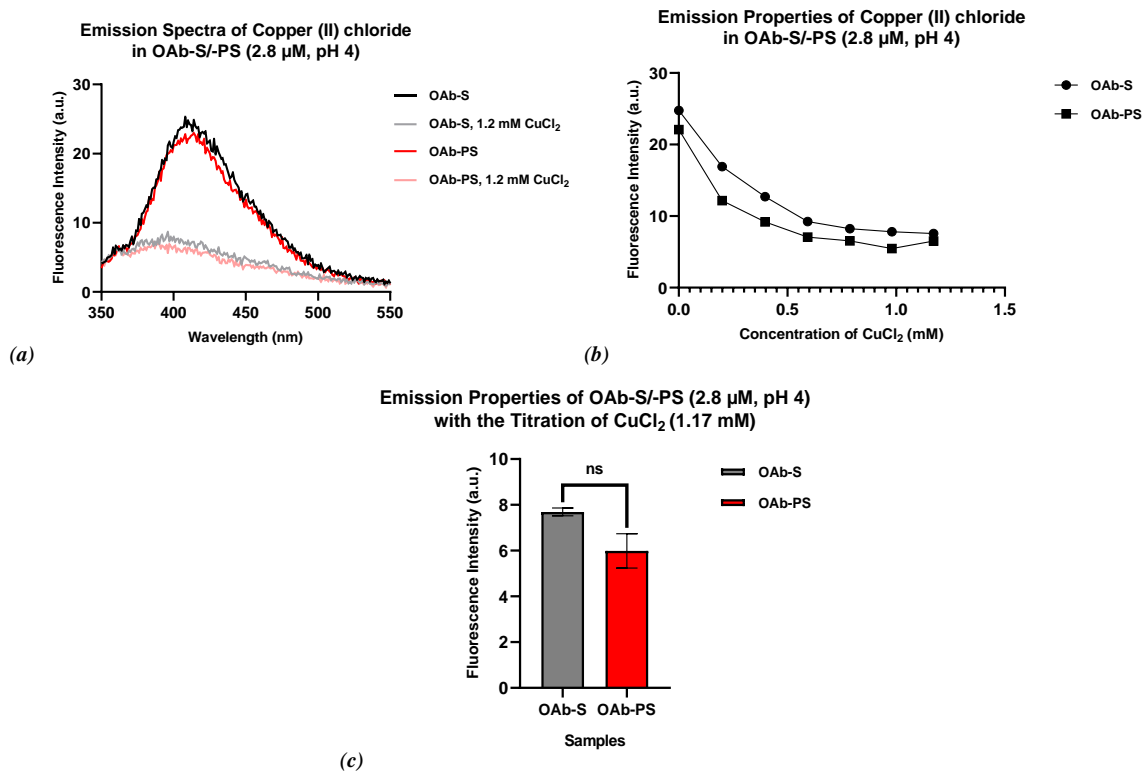 Emission Spectra of Copper (II) chloride
in OAb-S/-PS (2.8 µM, pH 4)
Fluorescence Intensity (a.u.)
30
20
10
0
350
400
450
500
550
Wavelength (nm)
OAb-S
OAb-S, 1.2 mM CuCl₂
OAb-PS
OAb-PS, 1.2 mM CuCl₂
(a)
Emission Properties of Copper (II) chloride
in OAb-S/-PS (2.8 µM, pH 4)
Fluorescence Intensity (a.u.)
30
20
10
0
0.0
0.5
1.0
1.5
Concentration of CuCl₂ (mM)
OAb-S
OAb-PS
(b)
Emission Properties of OAb-S/-PS (2.8 µM, pH 4)
with the Titration of CuCl₂ (1.17 mM)
Fluorescence Intensity (a.u.)
10
8
6
4
2
0
ns
OAb-S
OAb-PS
Samples
OAb-S
OAb-PS
(c)